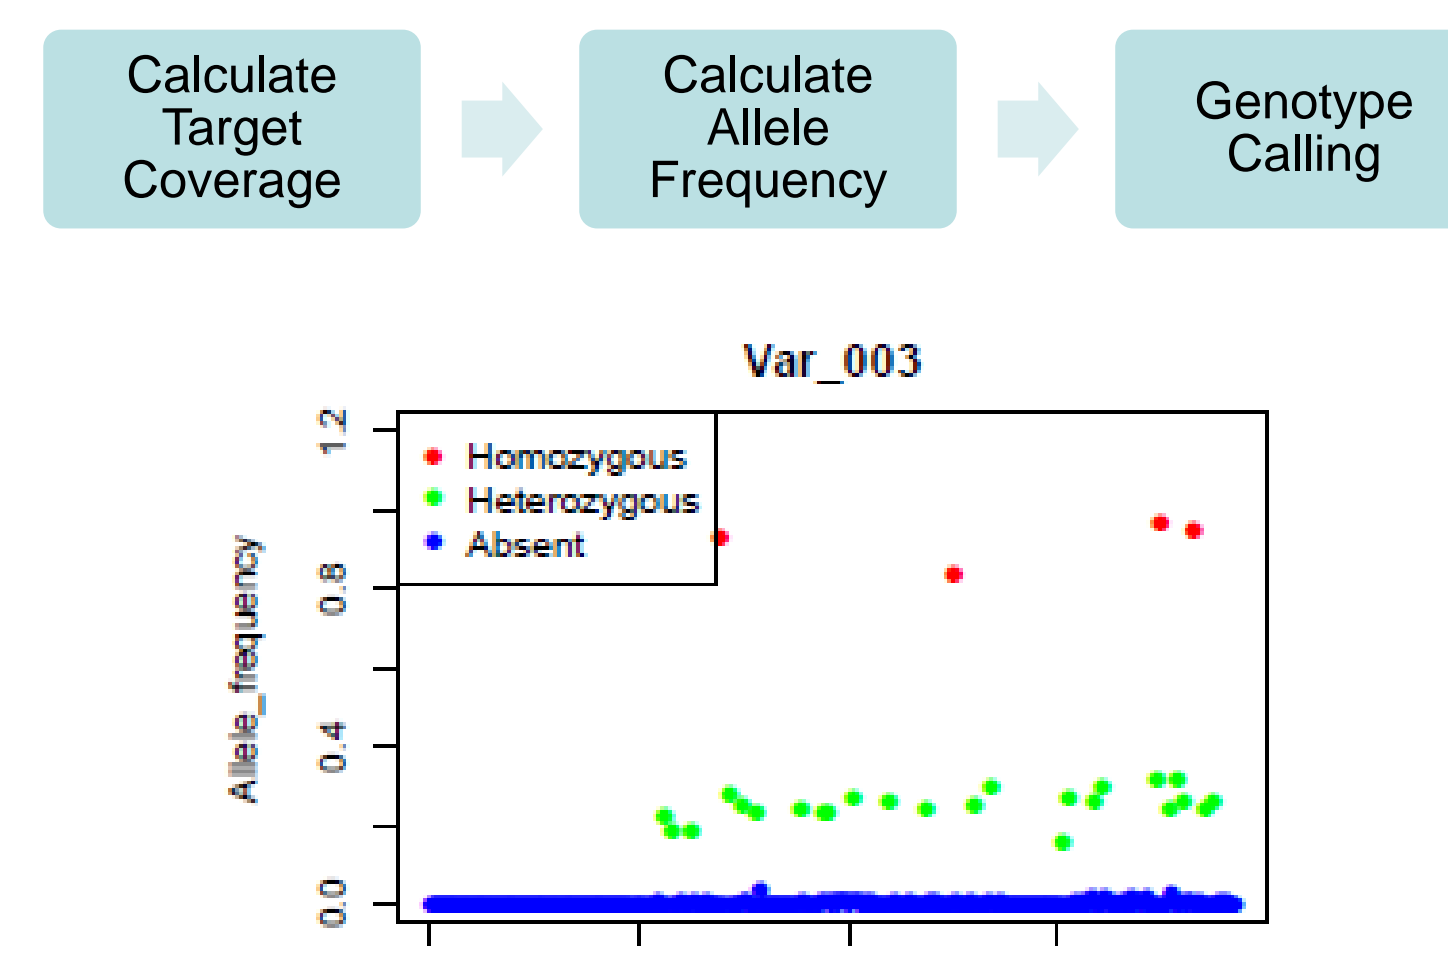 Calculate
Target
Coverage
Calculate
Allele
Frequency
Genotype
Calling
Var_003
Homozygous
Heterozygous
Absent
Allele_frequency
1.2
0.8
0.4
0.0